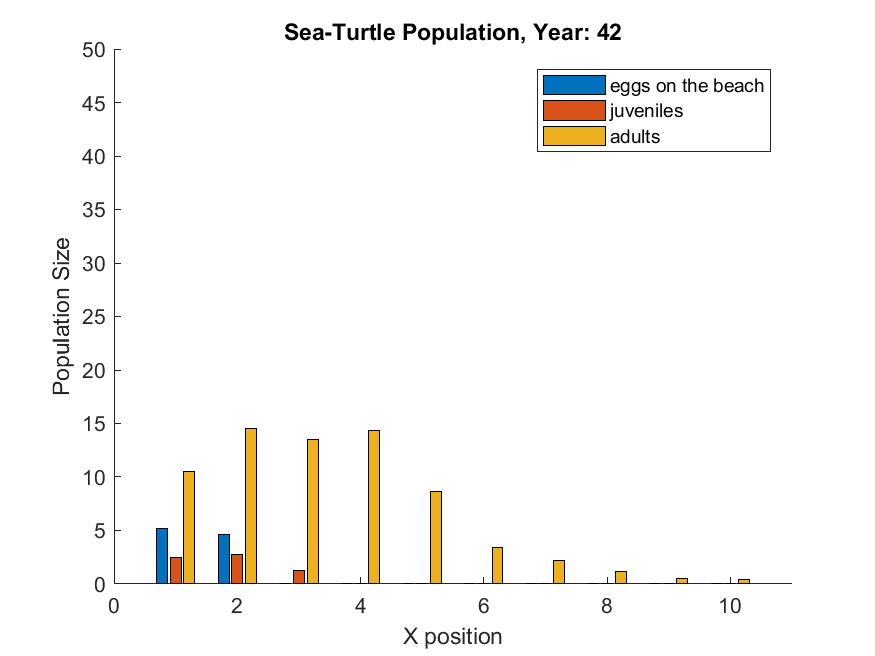 Sea-Turtle Population, Year: 42
eggs on the beach
juveniles
adults
Population Size
50
45
40
35
30
25
20
15
10
5
0
0 2 4 6 8 10
X position